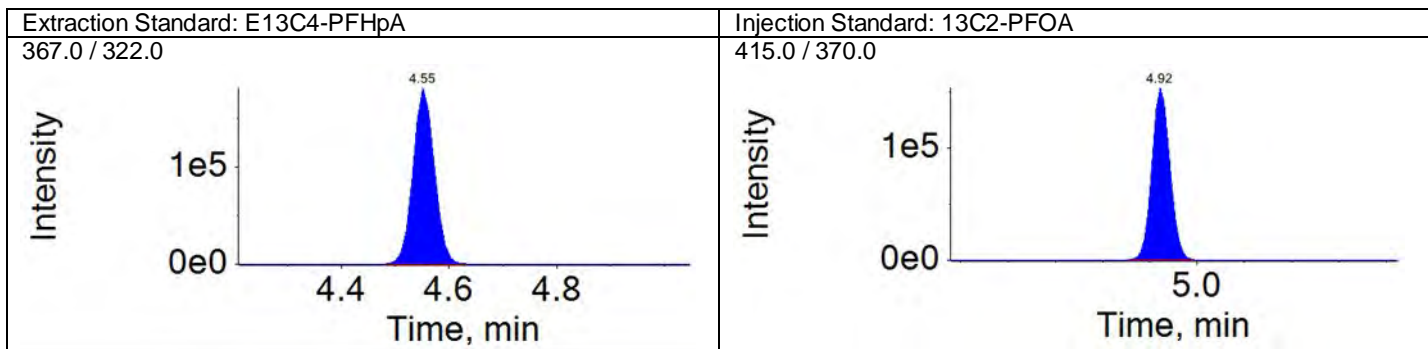 Extraction Standard: E13C4-PFHpA
367.0 / 322.0
4.55
Intensity
1e5
0e0
4.4 4.6 4.8
Time, min
Injection Standard: 13C2-PFOA
415.0 / 370.0
4.92
Intensity
1e5
0e0
5.0
Time, min